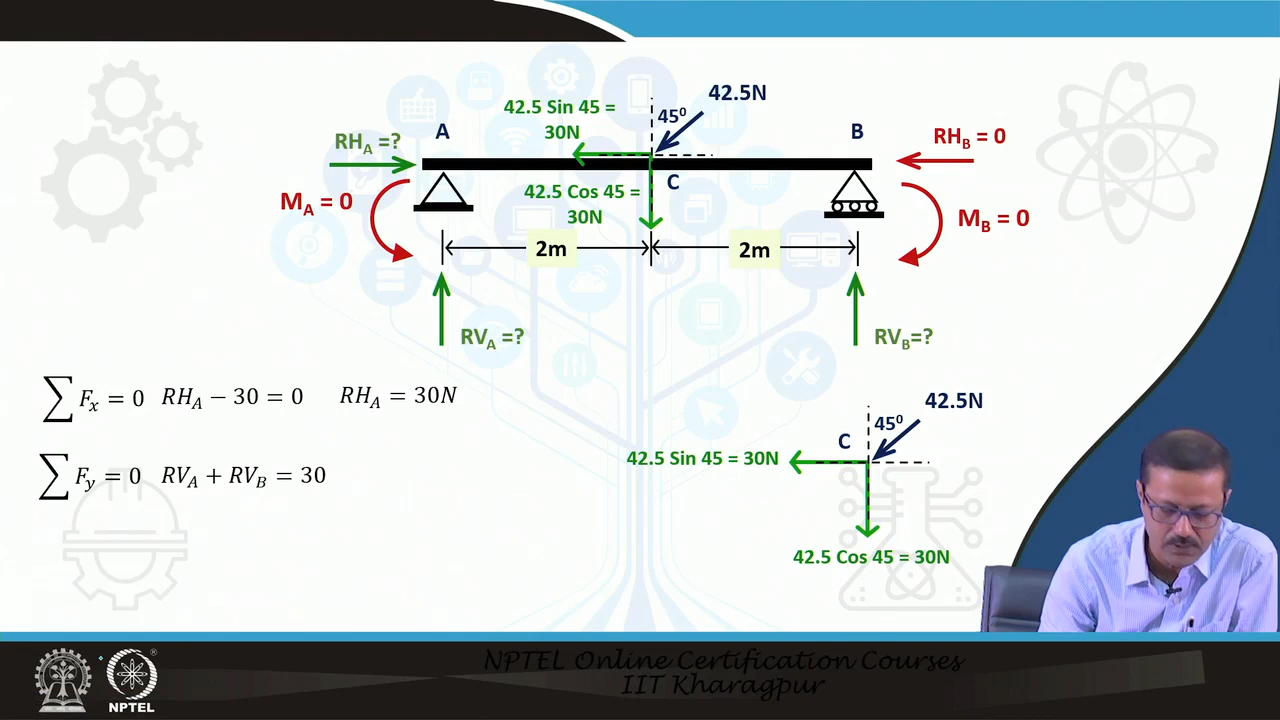 42.5N
42.5 Sin 45 =
30N
45⁰
A
B
RH_A =?
RH_B = 0
C
42.5 Cos 45 =
30N
M_A = 0
M_B = 0
2m
2m
RV_A =?
RV_B=?
∑ F_x = 0 RH_A − 30 = 0 RH_A = 30N
∑ F_y = 0 RV_A + RV_B = 30
42.5N
45⁰
C
42.5 Sin 45 = 30N
42.5 Cos 45 = 30N
NPTEL Online Certification Courses
IIT Kharagpur
NPTEL